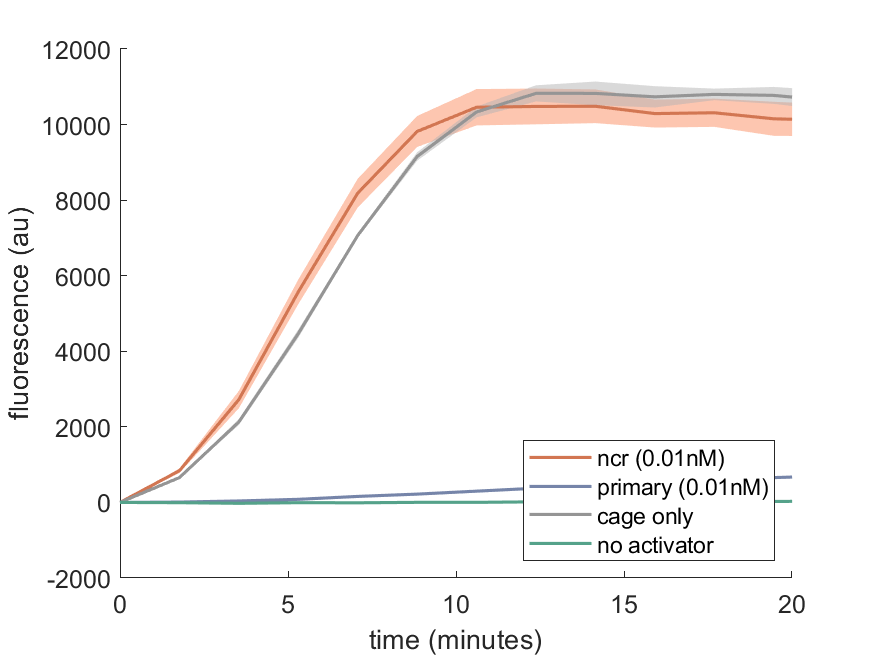 12000
10000
8000
6000
4000
2000
0
-2000
fluorescence (au)
0 5 10 15 20
time (minutes)
ncr (0.01nM)
primary (0.01nM)
cage only
no activator